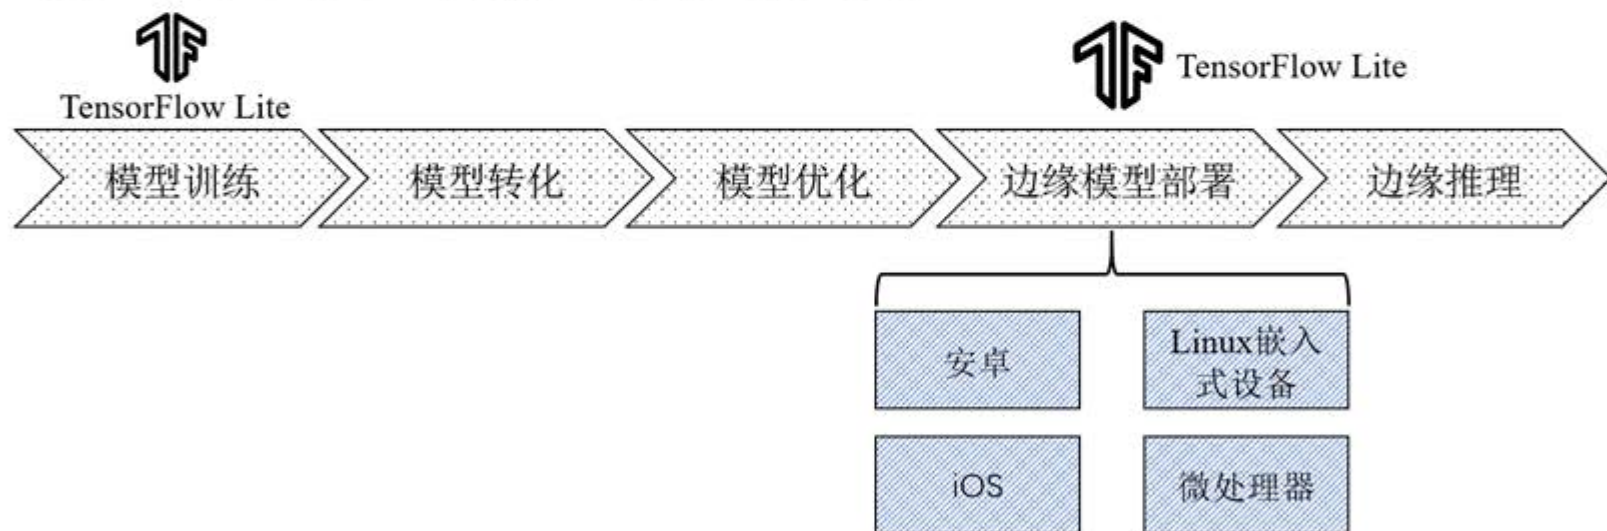 TensorFlow Lite
TensorFlow Lite
模型训练
模型转化
模型优化
边缘模型部署
边缘推理
安卓
Linux嵌入
式设备
iOS
微处理器